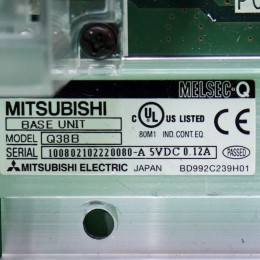 MELSEC-Q
MITSUBISHI
BASE UNIT
MODEL Q38B
C UL US LISTED
80M1 IND.CONT.EQ.
SERIAL 100802102220080-A 5VDC 0.12A PASSED
MITSUBISHI ELECTRIC JAPAN BD992C239H01